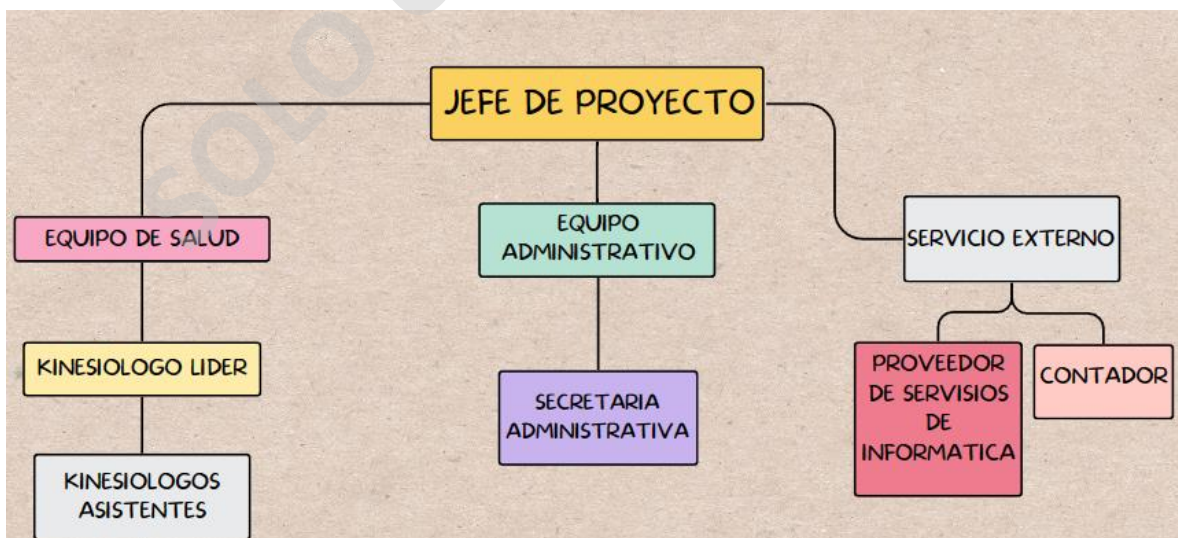 SOLO
JEFE DE PROYECTO
EQUIPO DE SALUD
EQUIPO
ADMINISTRATIVO
SERVICIO EXTERNO
KINESIOLOGO LIDER
SECRETARIA
ADMINISTRATIVA
PROVEEDOR
DE SERVISIOS
DE
INFORMATICA
CONTADOR
KINESIOLOGOS
ASISTENTES